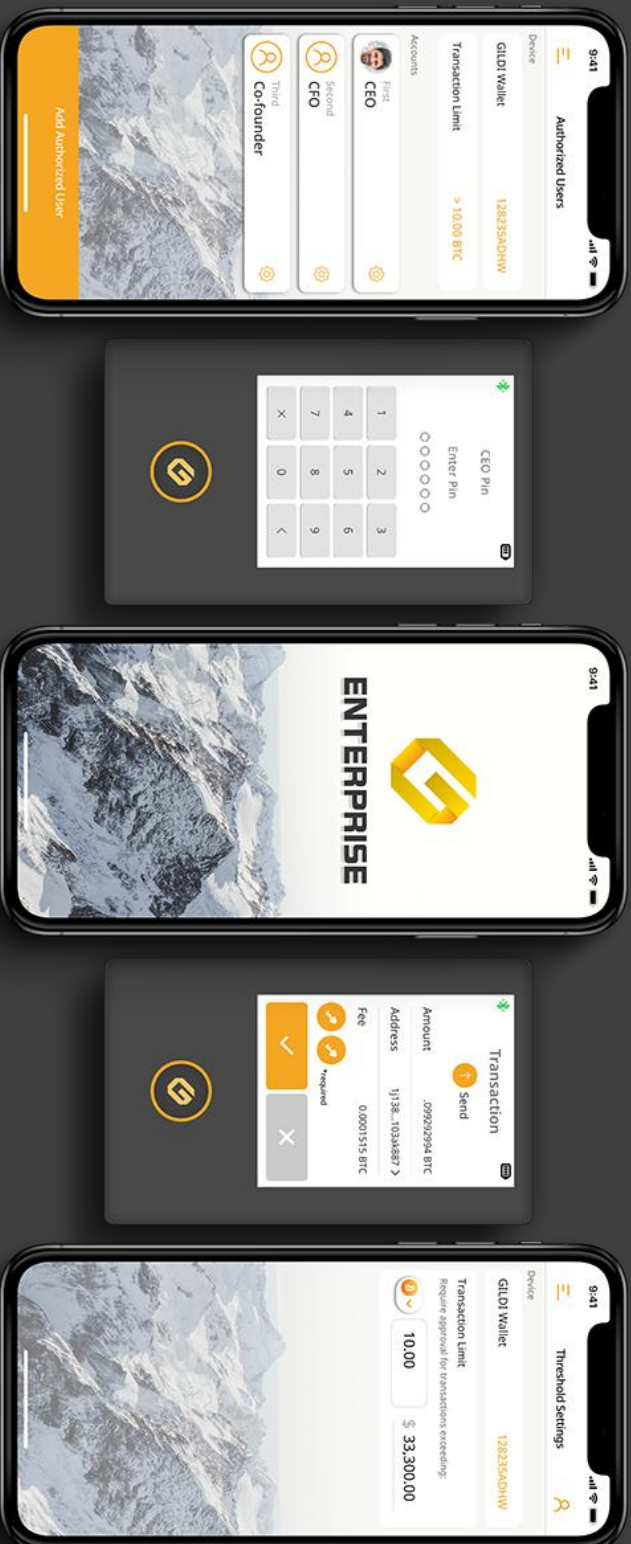 9:41
Authorized Users
Device
GILDI Wallet 128235ADHW
Transaction Limit > 10.00 BTC
Accounts
First
CEO
Second
CFO
Third
Co-founder
Add Authorized User
CEO Pin
Enter Pin
1 2 3
4 5 6
7 8 9
X 0 <
G
9:41
G
ENTERPRISE
Transaction
Send
Amount .099292994 BTC
Address 1j138...103ak887 >
Fee 0.0001515 BTC
*required
G
9:41
Threshold Settings
Device
GILDI Wallet 128235ADHW
Transaction Limit
Require approval for transactions exceeding:
10.00 $ 33,300.00